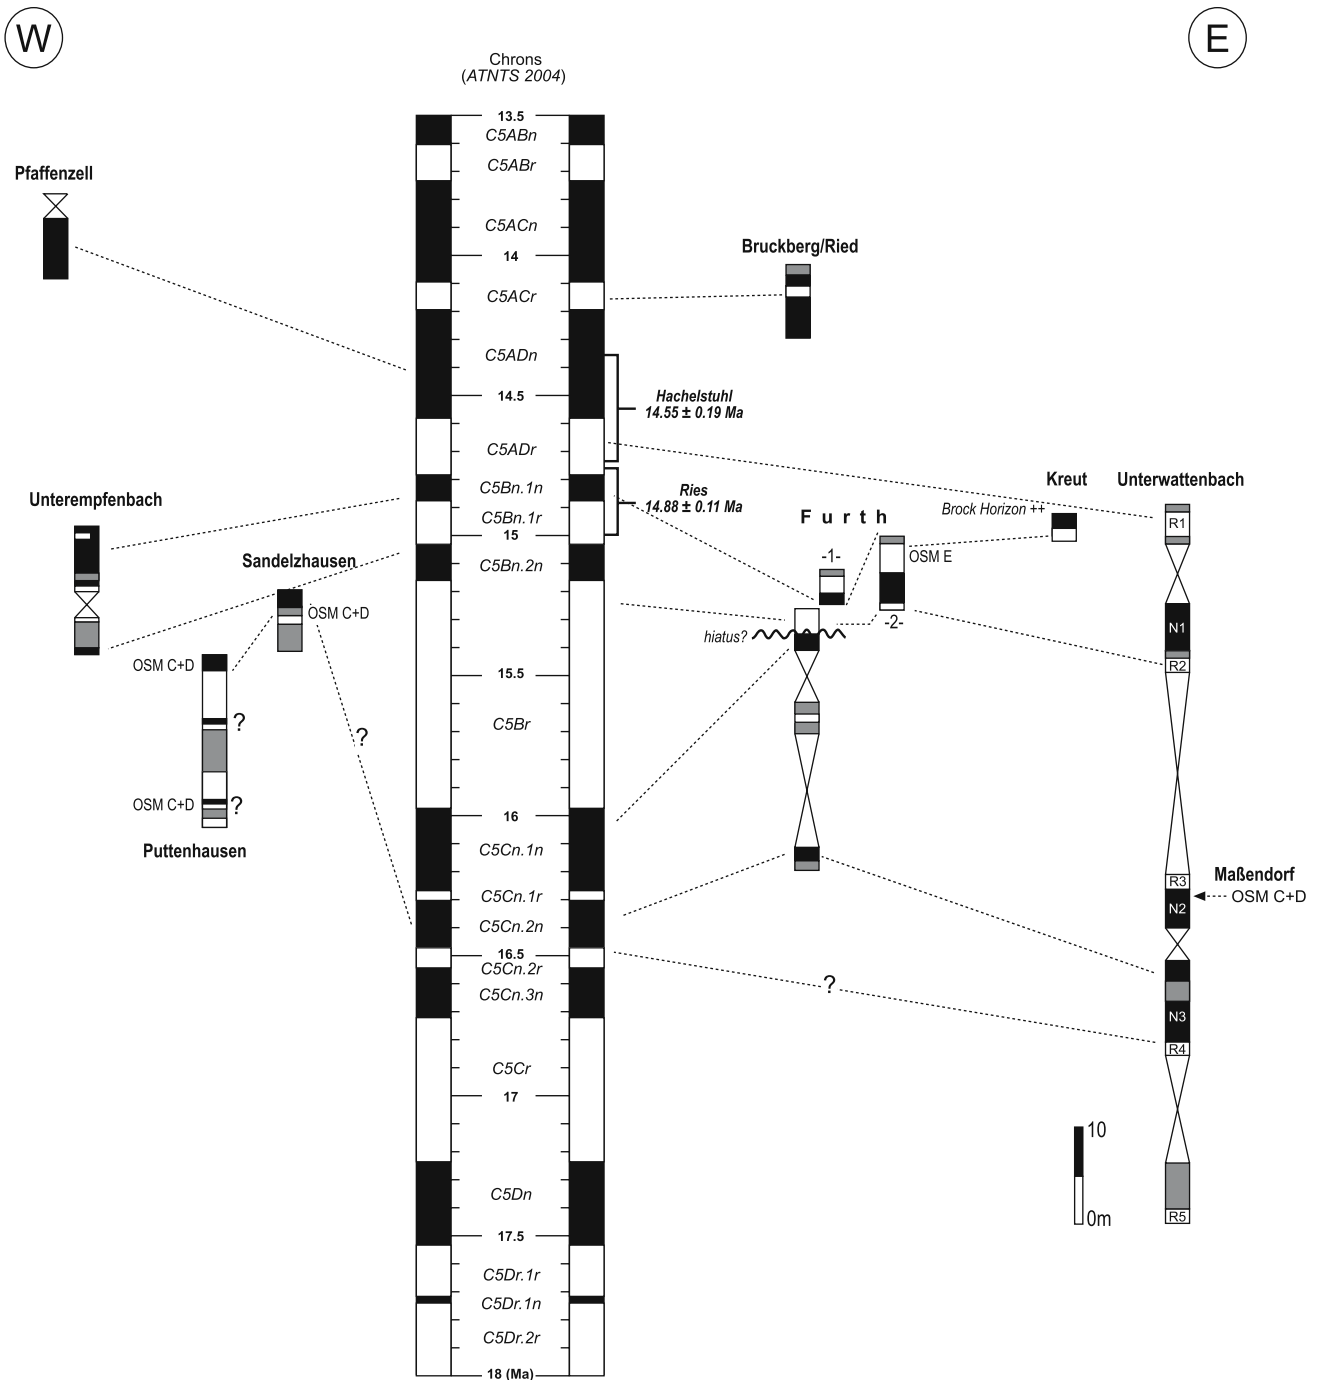 W
E
Chrons
(ATNTS 2004)
13.5
C5ABn
C5ABr
C5ACn
14
C5ACr
C5ADn
14.5
C5ADr
C5Bn.1n
C5Bn.1r
15
C5Bn.2n
15.5
C5Br
16
C5Cn.1n
C5Cn.1r
C5Cn.2n
16.5
C5Cn.2r
C5Cn.3n
C5Cr
17
C5Dn
17.5
C5Dr.1r
C5Dr.1n
C5Dr.2r
18 (Ma)
Pfaffenzell
Unterempfenbach
Sandelzhausen
OSM C+D
OSM C+D
?
OSM C+D
?
Puttenhausen
?
Bruckberg/Ried
Hachelstuhl
14.55 ± 0.19 Ma
Ries
14.88 ± 0.11 Ma
Furth
-1-
OSM E
-2-
hiatus?
Kreut
Brock Horizon ++
Unterwattenbach
R1
N1
R2
R3
Maßendorf
OSM C+D
N2
N3
R4
R5
?
10
0m